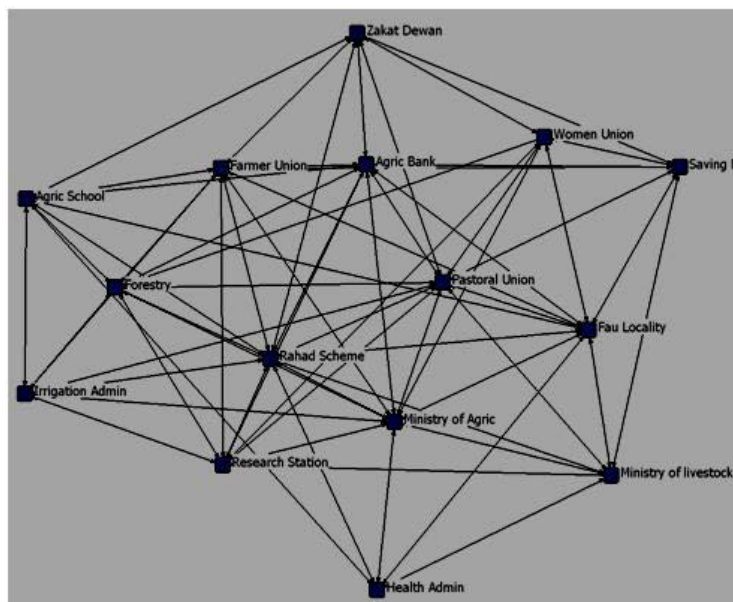 Zakat Dewan
Women Union
Farmer Union
Agric Bank
Saving
Agric School
Pastoral Union
Forestry
Fau Locality
Rahad Scheme
Irrigation Admin
Ministry of Agric
Research Station
Ministry of livestock
Health Admin